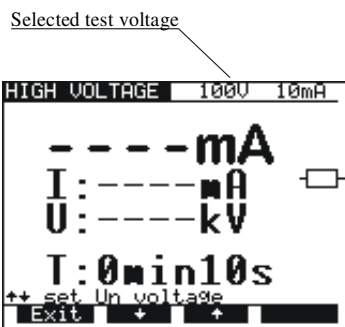 Selected test voltage
HIGH VOLTAGE 100V 10mA
----mA
I:----mA
U:----kV
T:0min10s
↑↓ set Un voltage
Exit ↓ ↑